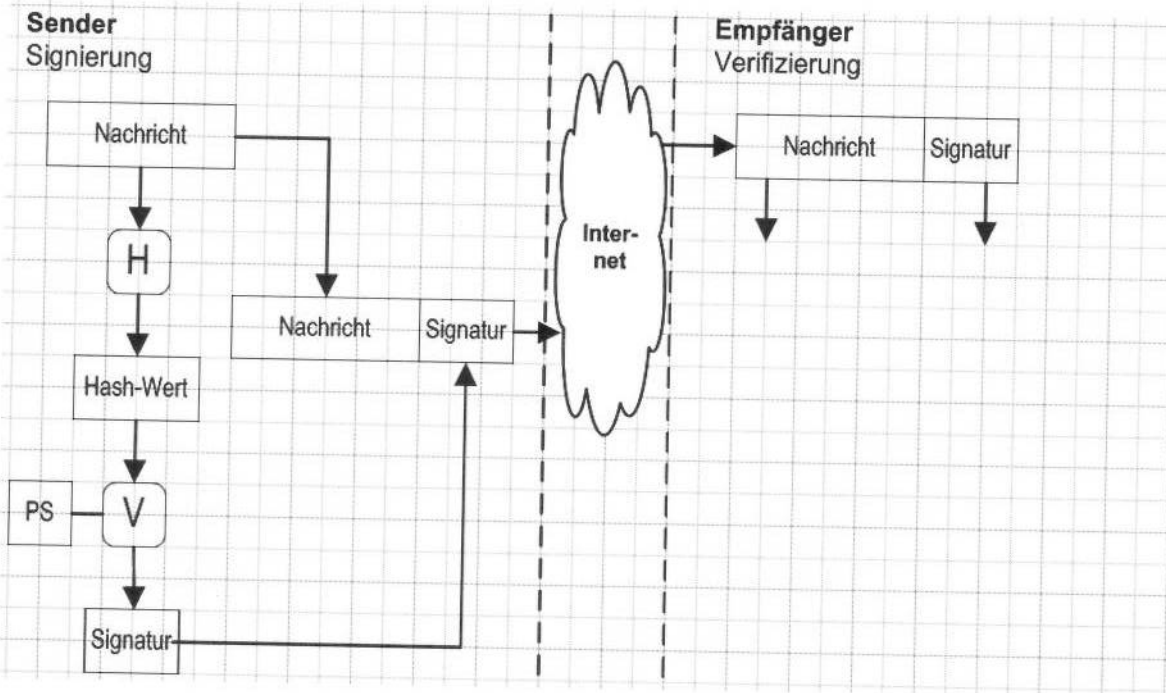 Sender
Signierung
Nachricht
H
Hash-Wert
PS
V
Signatur
Nachricht
Signatur
Inter-
net
Empfänger
Verifizierung
Nachricht
Signatur